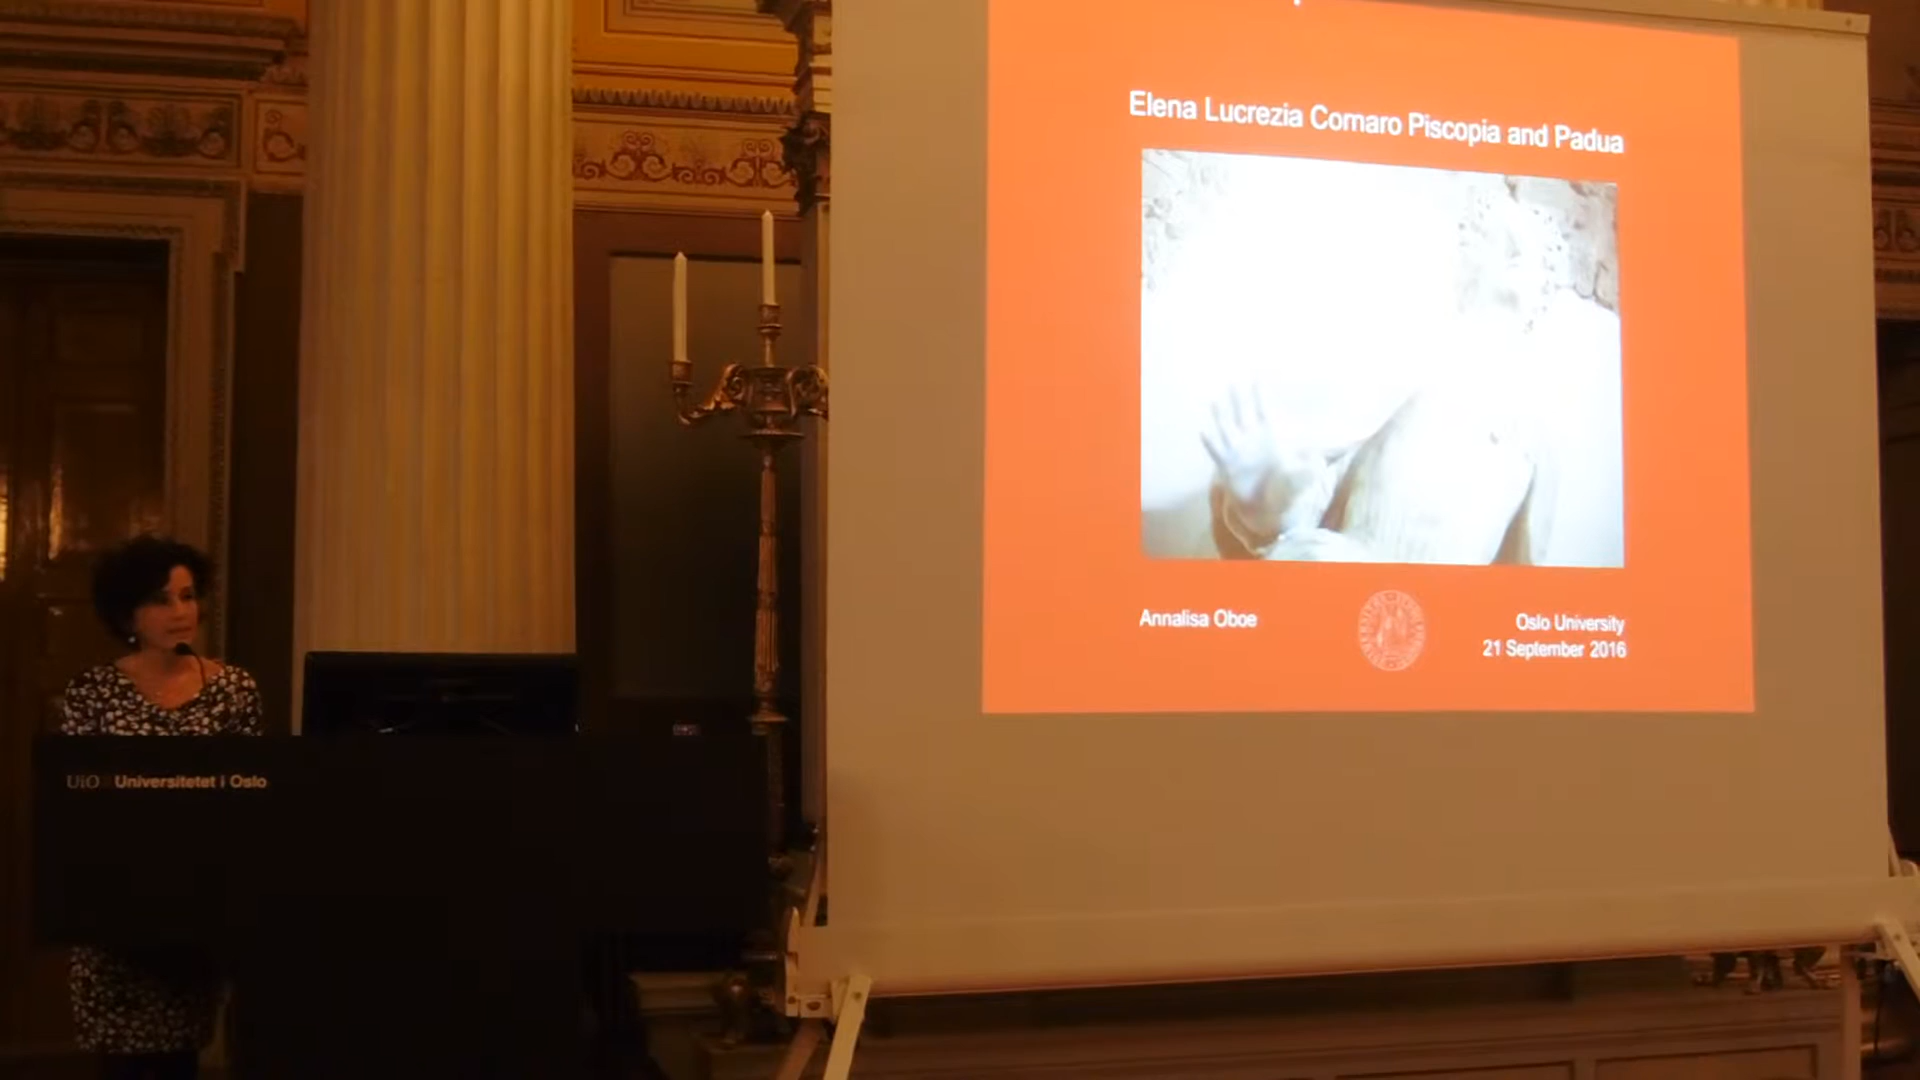 Elena Lucrezia Cornaro Piscopia and Padua
Annalisa Oboe
Oslo University
21 September 2016
UiO Universitetet i Oslo